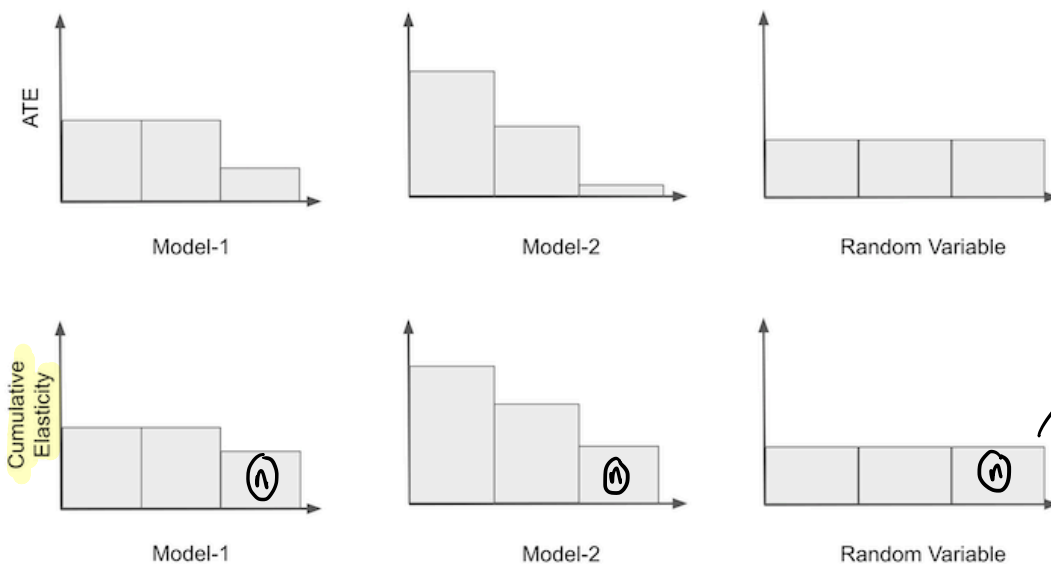 ATE
Model-1
Model-2
Random Variable
Cumulative
Elasticity
n
n
n
Model-1
Model-2
Random Variable